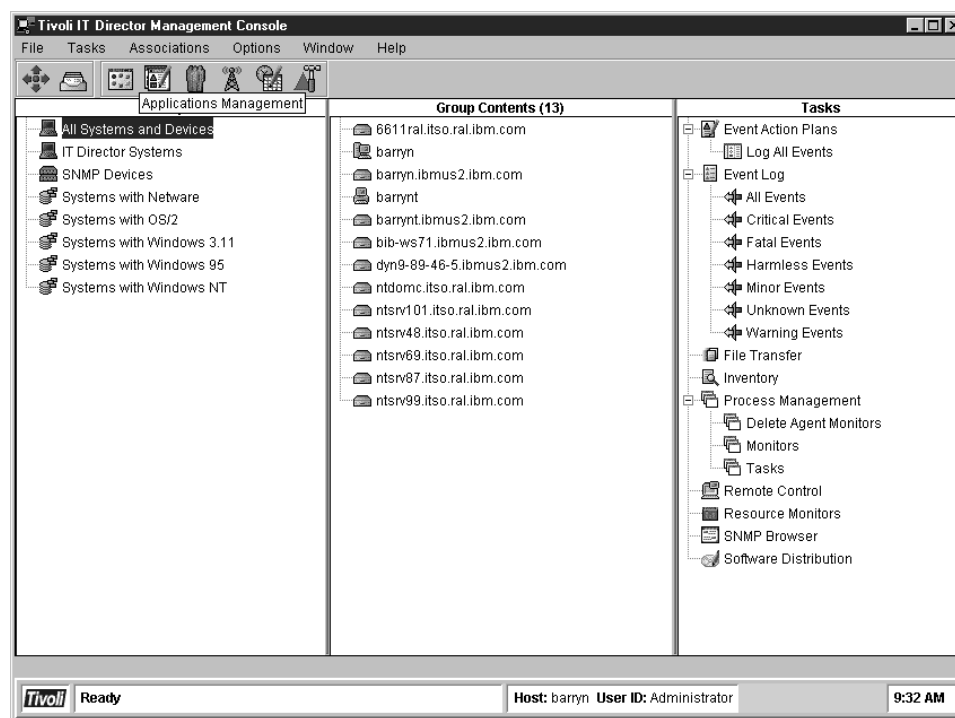 Tivoli IT Director Management Console
File Tasks Associations Options Window Help
Applications Management
Group Contents (13)
Tasks
All Systems and Devices
IT Director Systems
SNMP Devices
Systems with Netware
Systems with OS/2
Systems with Windows 3.11
Systems with Windows 95
Systems with Windows NT
6611ral.itso.ral.ibm.com
barryn
barryn.ibmus2.ibm.com
barrynt
barrynt.ibmus2.ibm.com
bib-ws71.ibmus2.ibm.com
dyn9-89-46-5.ibmus2.ibm.com
ntdomc.itso.ral.ibm.com
ntsrv101.itso.ral.ibm.com
ntsrv48.itso.ral.ibm.com
ntsrv69.itso.ral.ibm.com
ntsrv87.itso.ral.ibm.com
ntsrv99.itso.ral.ibm.com
Event Action Plans
Log All Events
Event Log
All Events
Critical Events
Fatal Events
Harmless Events
Minor Events
Unknown Events
Warning Events
File Transfer
Inventory
Process Management
Delete Agent Monitors
Monitors
Tasks
Remote Control
Resource Monitors
SNMP Browser
Software Distribution
Tivoli Ready Host: barryn User ID: Administrator 9:32 AM